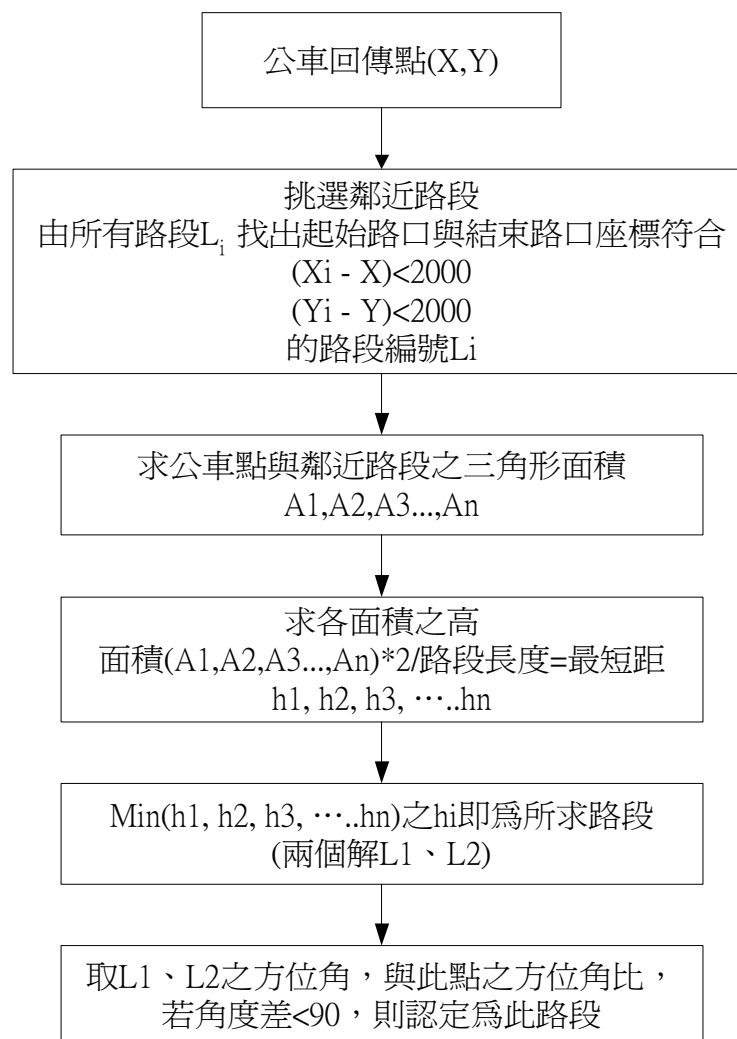 公車回傳點(X,Y)
挑選鄰近路段
由所有路段Li 找出起始路口與結束路口座標符合
(Xi - X)<2000
(Yi - Y)<2000
的路段編號Li
求公車點與鄰近路段之三角形面積
A1,A2,A3...,An
求各面積之高
面積(A1,A2,A3...,An)*2/路段長度=最短距
h1, h2, h3, …..hn
Min(h1, h2, h3, …..hn)之hi即為所求路段
(兩個解L1、L2)
取L1、L2之方位角，與此點之方位角比，
若角度差<90，則認定為此路段